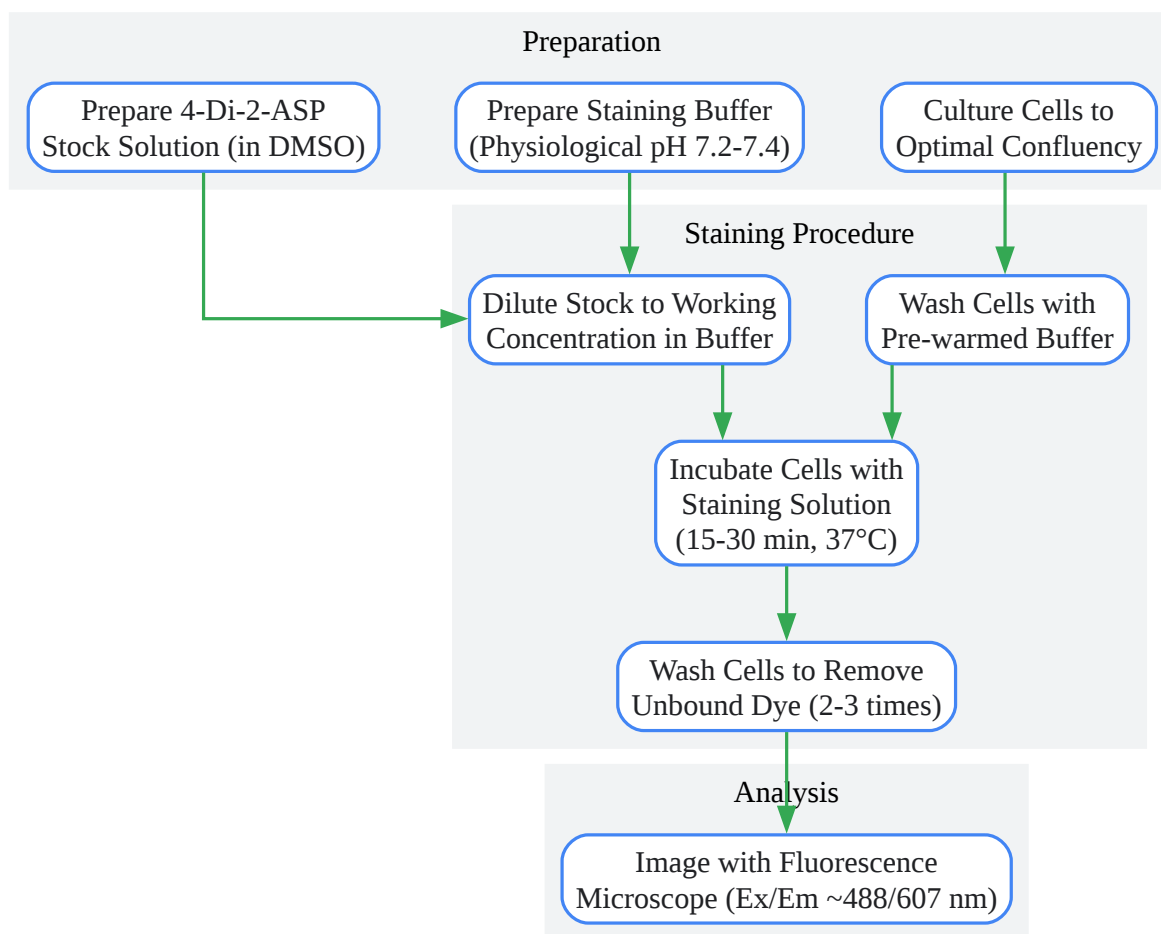 Preparation
Prepare 4-Di-2-ASP
Stock Solution (in DMSO)
Prepare Staining Buffer
(Physiological pH 7.2-7.4)
Culture Cells to
Optimal Confluency
Staining Procedure
Dilute Stock to Working
Concentration in Buffer
Wash Cells with
Pre-warmed Buffer
Incubate Cells with
Staining Solution
(15-30 min, 37°C)
Wash Cells to Remove
Unbound Dye (2-3 times)
Analysis
Image with Fluorescence
Microscope (Ex/Em ~488/607 nm)